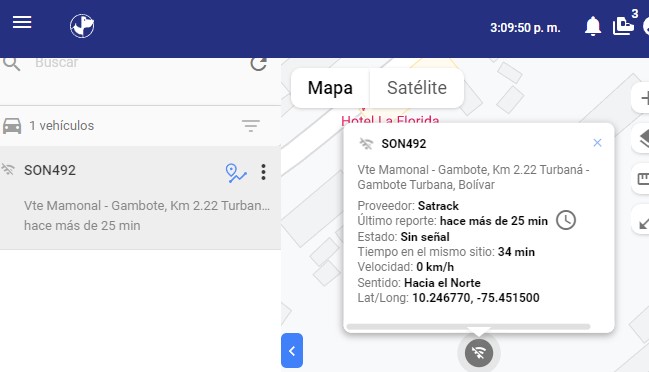 3:09:50 p. m.
3
Buscar
1 vehículos
SON492
Vte Mamonal - Gambote, Km 2.22 Turban...
hace más de 25 min
Mapa
Satélite
Hotel La Florida
SON492
Vte Mamonal - Gambote, Km 2.22 Turbaná -
Gambote Turbana, Bolívar
Proveedor: Satrack
Último reporte: hace más de 25 min
Estado: Sin señal
Tiempo en el mismo sitio: 34 min
Velocidad: 0 km/h
Sentido: Hacia el Norte
Lat/Long: 10.246770, -75.451500